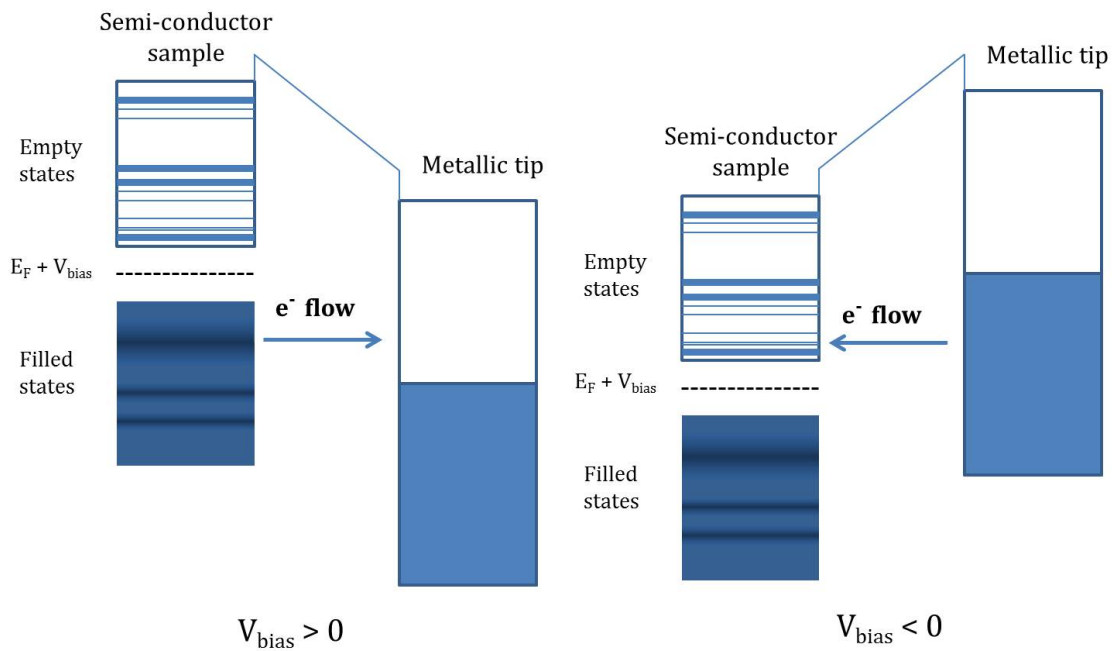 Semi-conductor
sample
Empty
states
Metallic tip
E_F + V_bias
e⁻ flow
Filled
states
V_bias > 0
Metallic tip
Semi-conductor
sample
Empty
states
e⁻ flow
E_F + V_bias
Filled
states
V_bias < 0